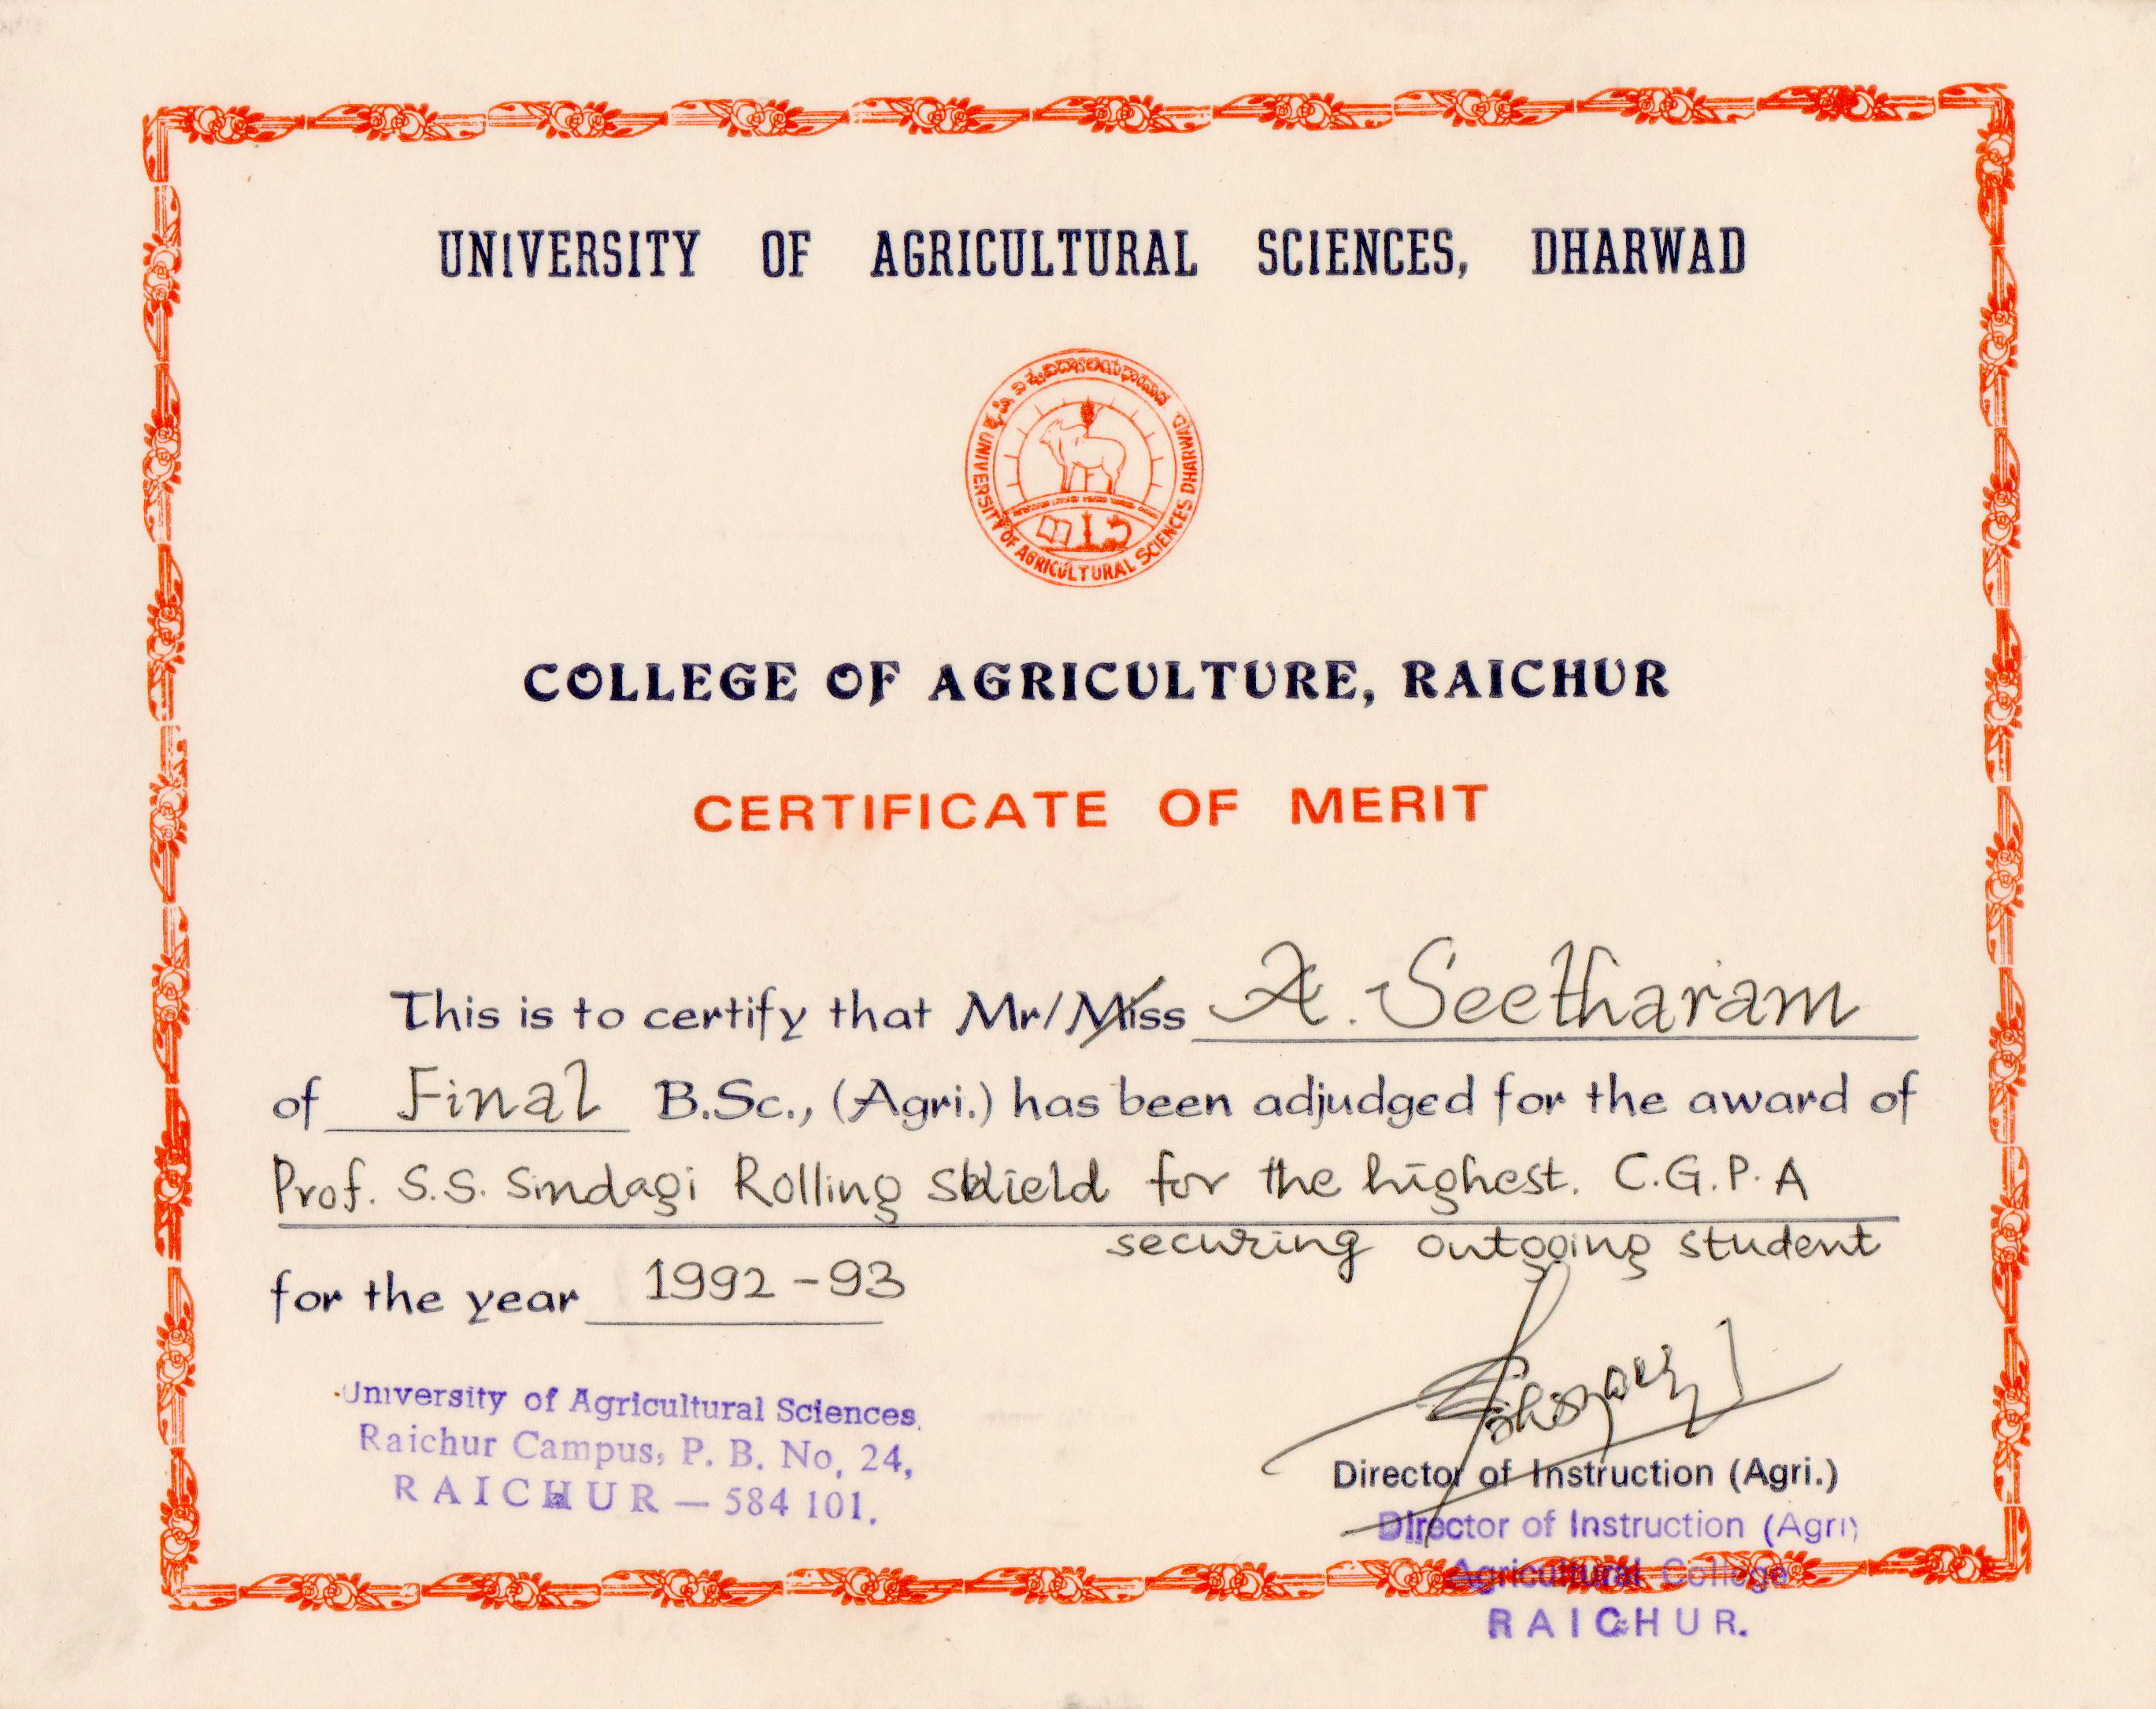 UNIVERSITY OF AGRICULTURAL SCIENCES, DHARWAD
UNIVERSITY OF AGRICULTURAL SCIENCES DHARWAD.
COLLEGE OF AGRICULTURE, RAICHUR
CERTIFICATE OF MERIT
This is to certify that Mr/Miss A. Seetharam
of Final B.Sc., (Agri.) has been adjudged for the award of
Prof. S.S. Sindagi Rolling Shield for the highest. C.G.P.A
securing outgoing student
for the year 1992-93
University of Agricultural Sciences,
Raichur Campus, P. B. No, 24,
RAICHUR — 584 101.
Director of Instruction (Agri.)
Director of Instruction (Agri)
Agricultural College
RAICHUR.